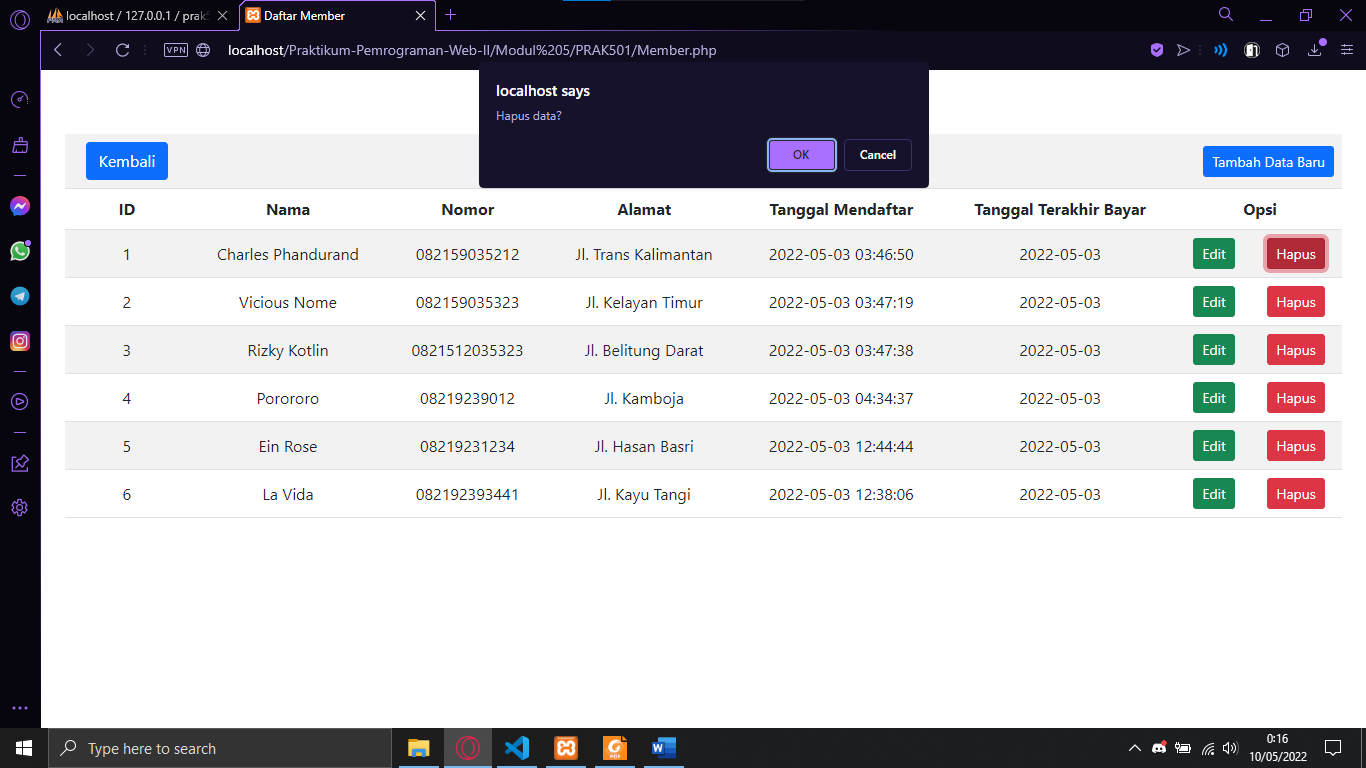 localhost / 127.0.0.1 / prak5
Daftar Member
VPN
localhost/Praktikum-Pemrograman-Web-II/Modul%205/PRAK501/Member.php
localhost says
Hapus data?
OK Cancel
Kembali Tambah Data Baru
ID Nama Nomor Alamat Tanggal Mendaftar Tanggal Terakhir Bayar Opsi
1 Charles Phandurand 082159035212 Jl. Trans Kalimantan 2022-05-03 03:46:50 2022-05-03 Edit Hapus
2 Vicious Nome 082159035323 Jl. Kelayan Timur 2022-05-03 03:47:19 2022-05-03 Edit Hapus
3 Rizky Kotlin 0821512035323 Jl. Belitung Darat 2022-05-03 03:47:38 2022-05-03 Edit Hapus
4 Porororo 08219239012 Jl. Kamboja 2022-05-03 04:34:37 2022-05-03 Edit Hapus
5 Ein Rose 08219231234 Jl. Hasan Basri 2022-05-03 12:44:44 2022-05-03 Edit Hapus
6 La Vida 082192393441 Jl. Kayu Tangi 2022-05-03 12:38:06 2022-05-03 Edit Hapus
Type here to search
0:16
10/05/2022